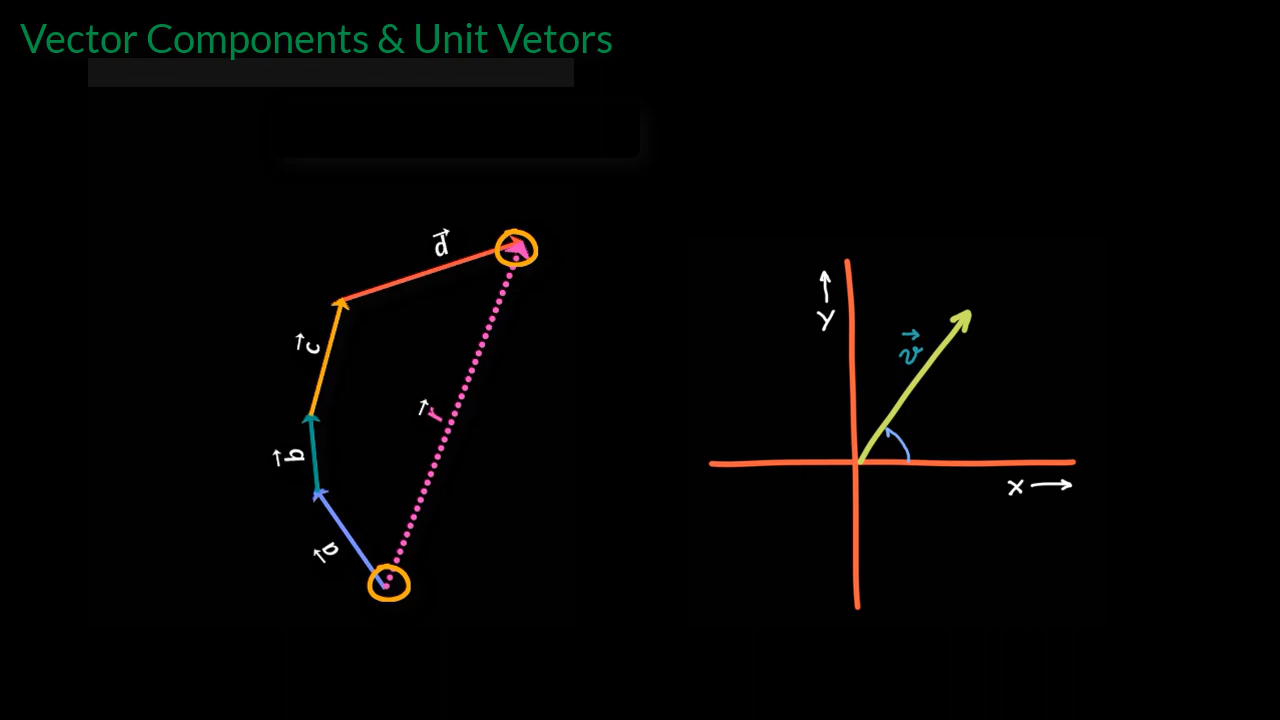 Vector Components & Unit Vetors
d⃗
c⃗
b⃗
a⃗
r⃗
y
v⃗
x